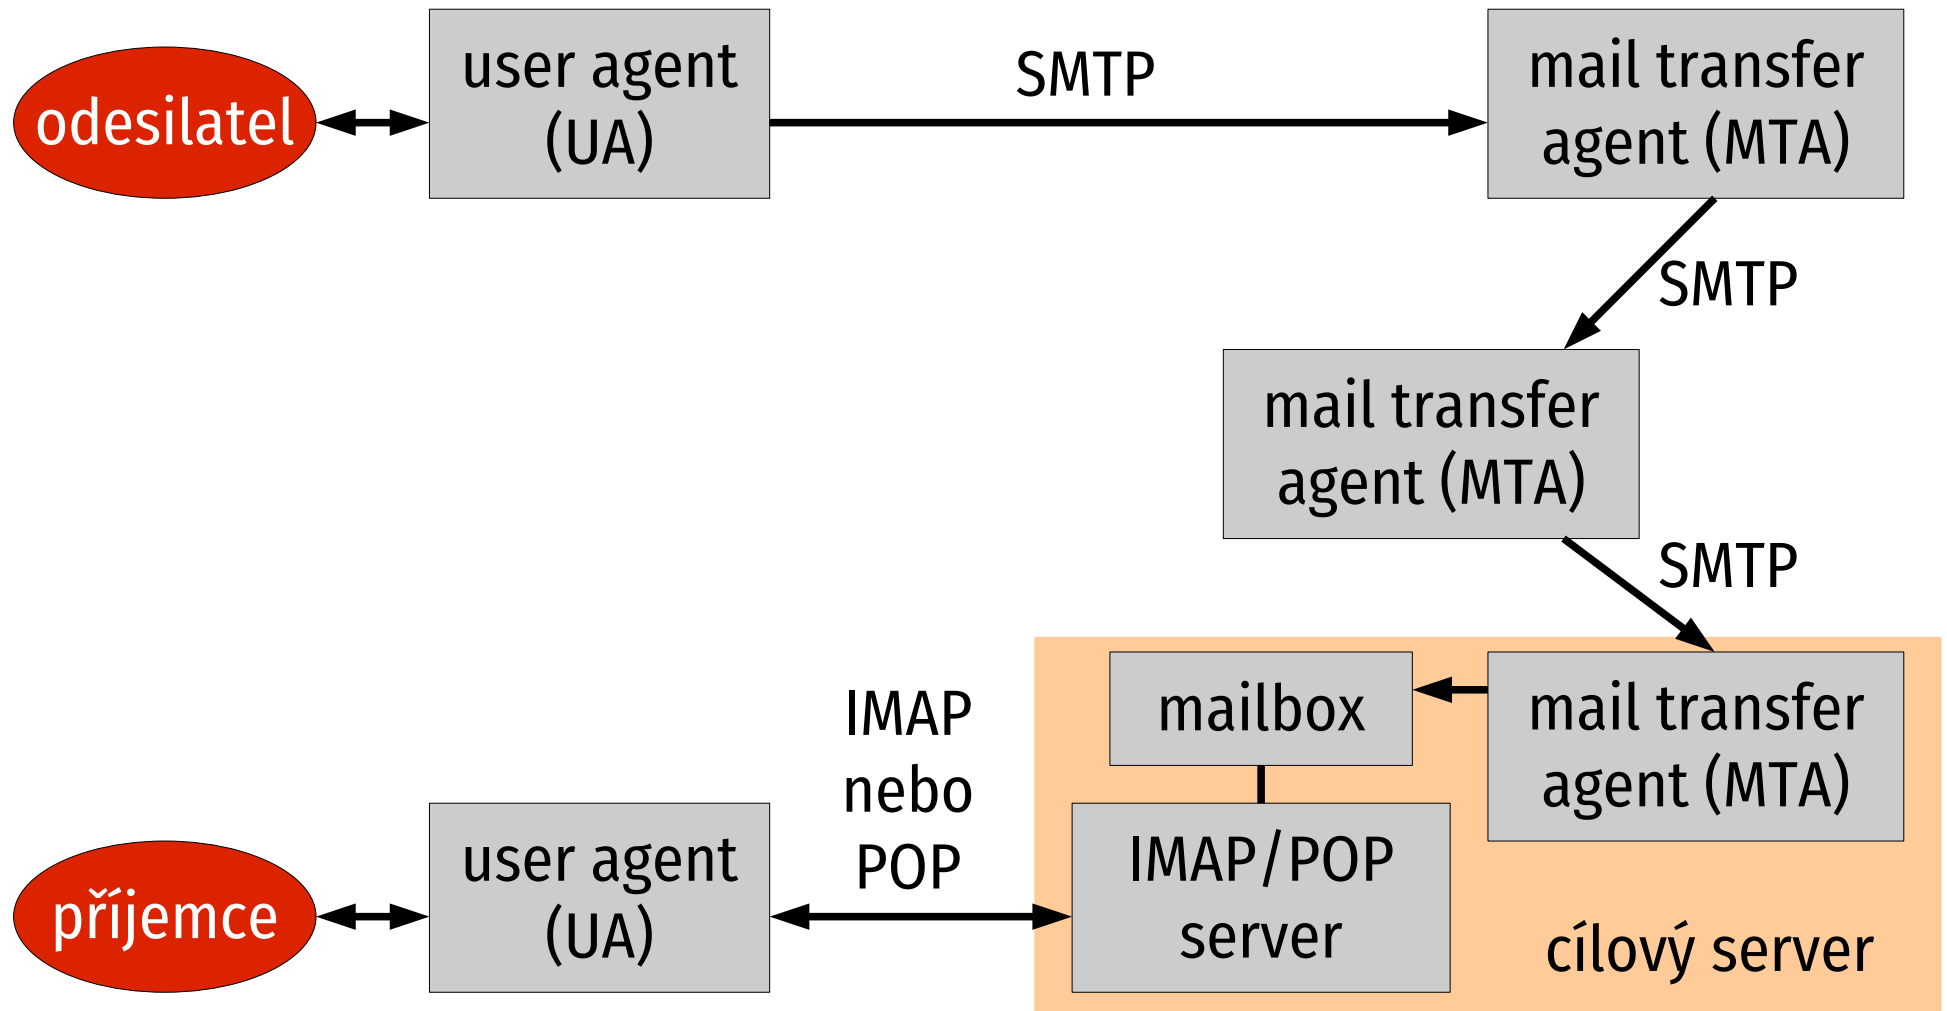 odesilatel
user agent
(UA)
SMTP
mail transfer
agent (MTA)
SMTP
mail transfer
agent (MTA)
SMTP
mail transfer
agent (MTA)
mailbox
IMAP/POP
server
cílový server
IMAP
nebo
POP
user agent
(UA)
příjemce